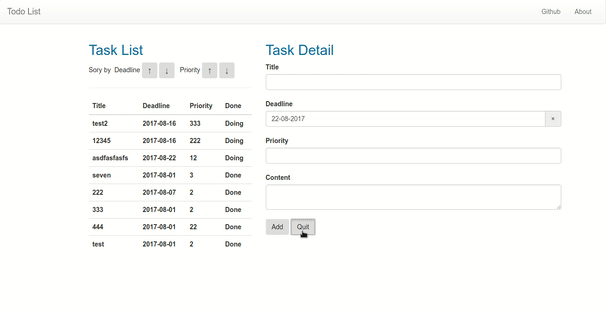 Todo List Github About
Task List
Sory by Deadline ↑ ↓ Priority ↑ ↓
Title Deadline Priority Done
test2 2017-08-16 333 Doing
12345 2017-08-16 222 Doing
asdfasfasfs 2017-08-22 12 Doing
seven 2017-08-01 3 Done
222 2017-08-07 2 Done
333 2017-08-01 2 Done
444 2017-08-01 22 Done
test 2017-08-01 2 Done
Task Detail
Title
Deadline
22-08-2017 ×
Priority
Content
Add Quit